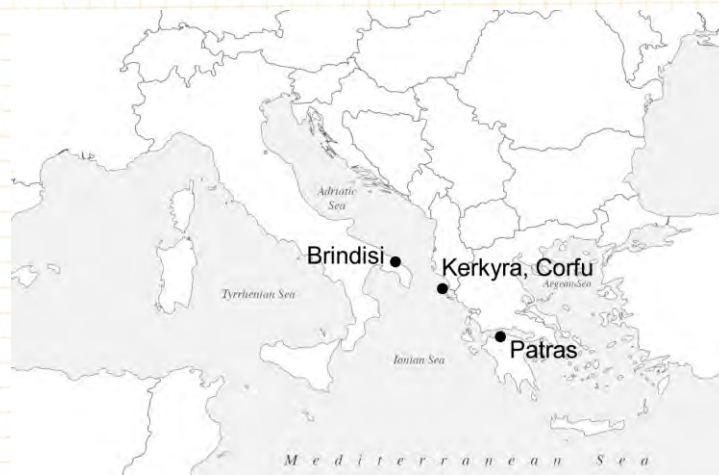 Adriatic
Sea
Brindisi
Kerkyra, Corfu
Aegean Sea
Tyrrhenian Sea
Patras
Ionian Sea
Mediterranean Sea